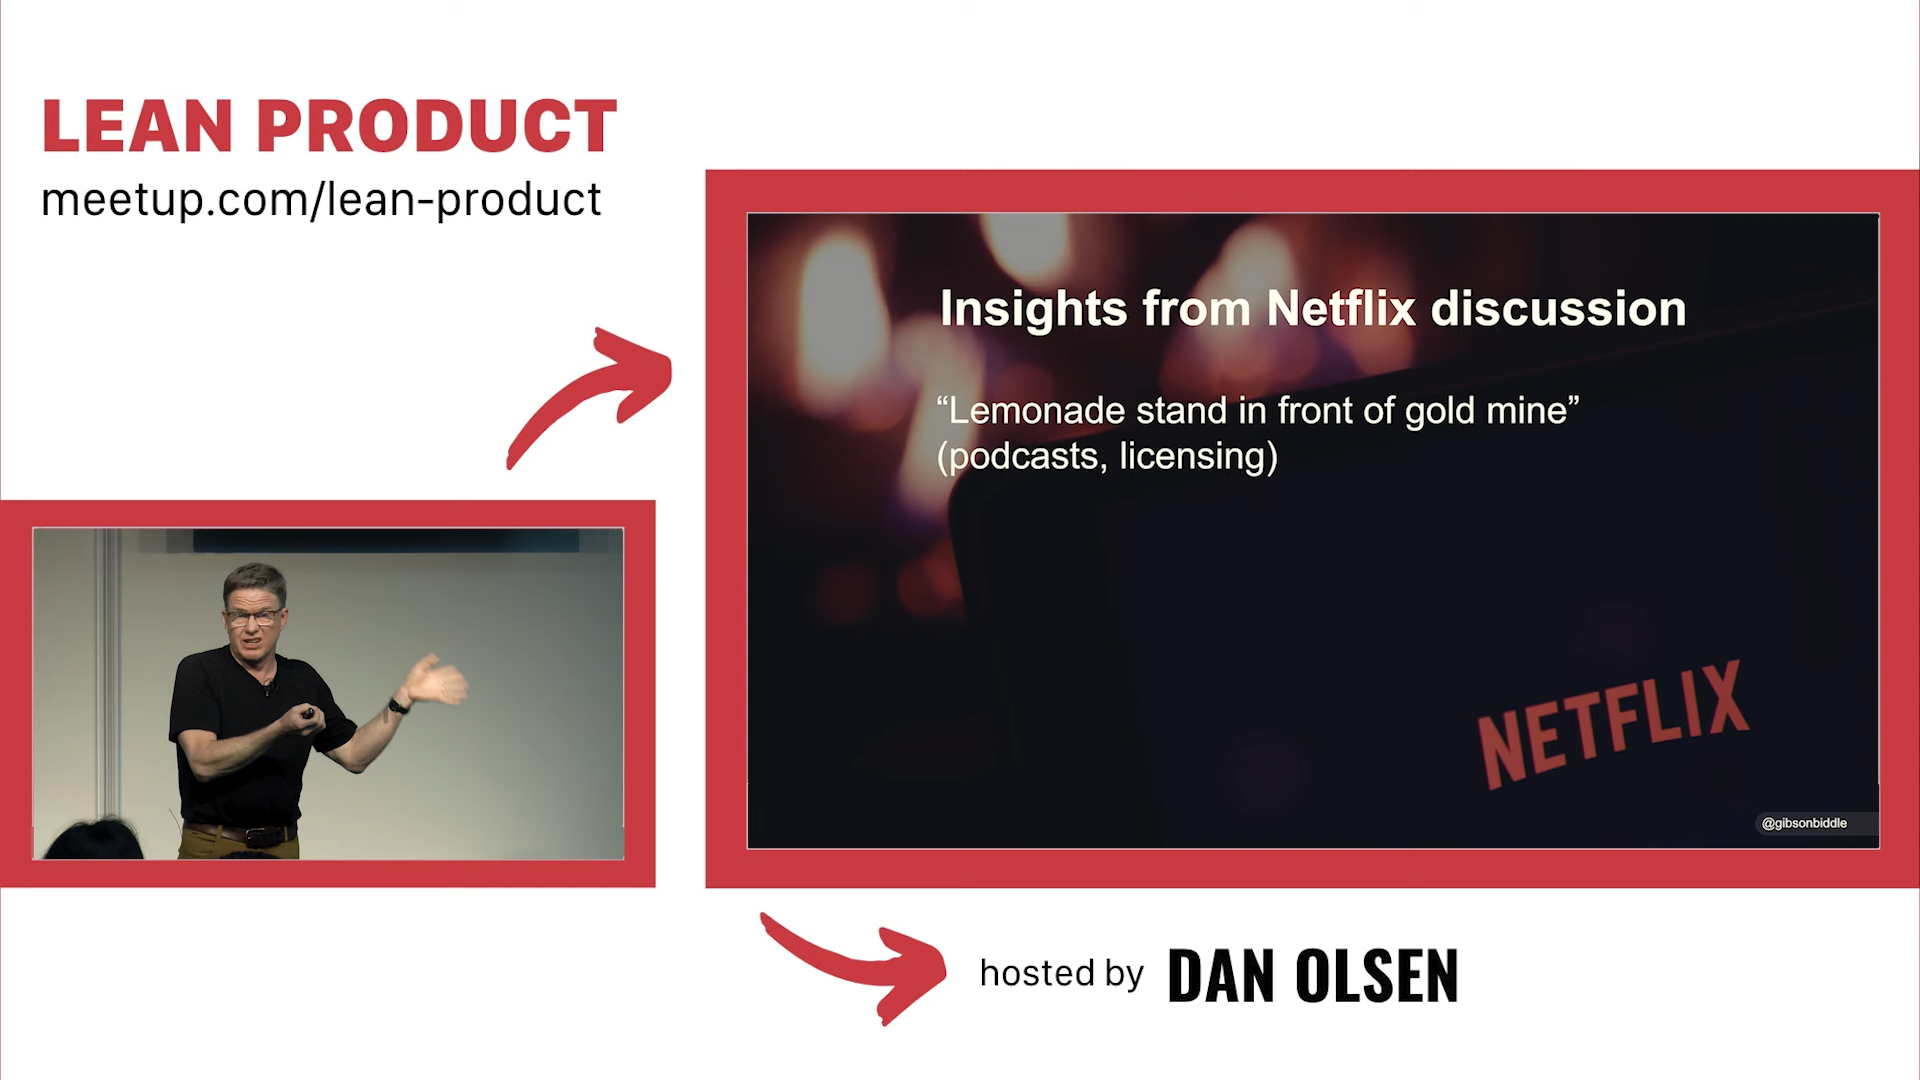 LEAN PRODUCT
meetup.com/lean-product
Insights from Netflix discussion
“Lemonade stand in front of gold mine”
(podcasts, licensing)
NETFLIX
@gibsonbiddle
hosted by DAN OLSEN